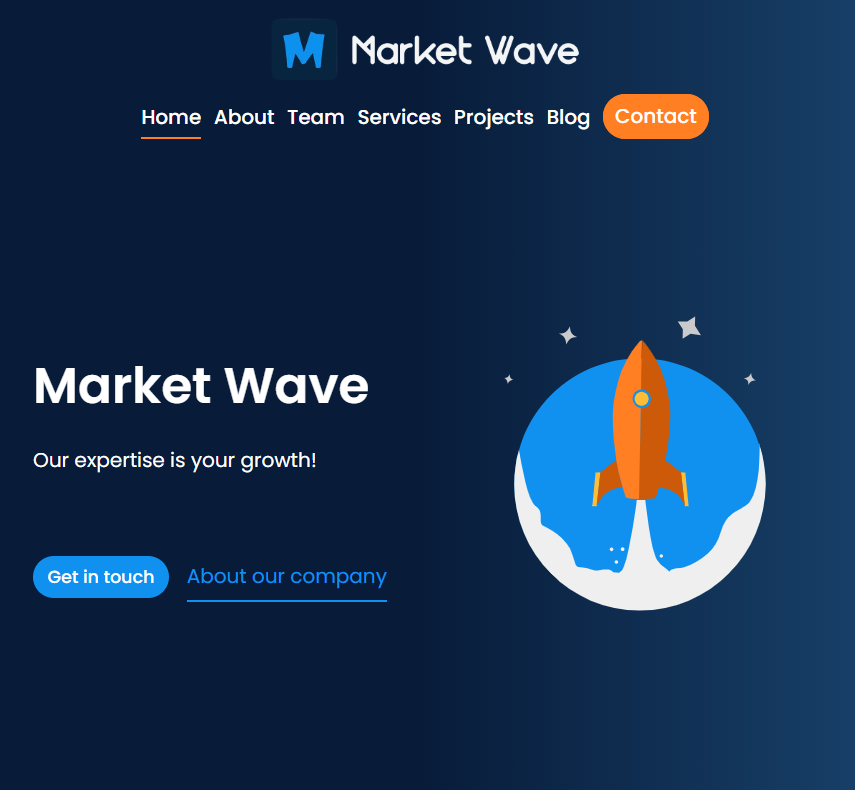 M Market Wave
Home About Team Services Projects Blog Contact
Market Wave
Our expertise is your growth!
Get in touch About our company